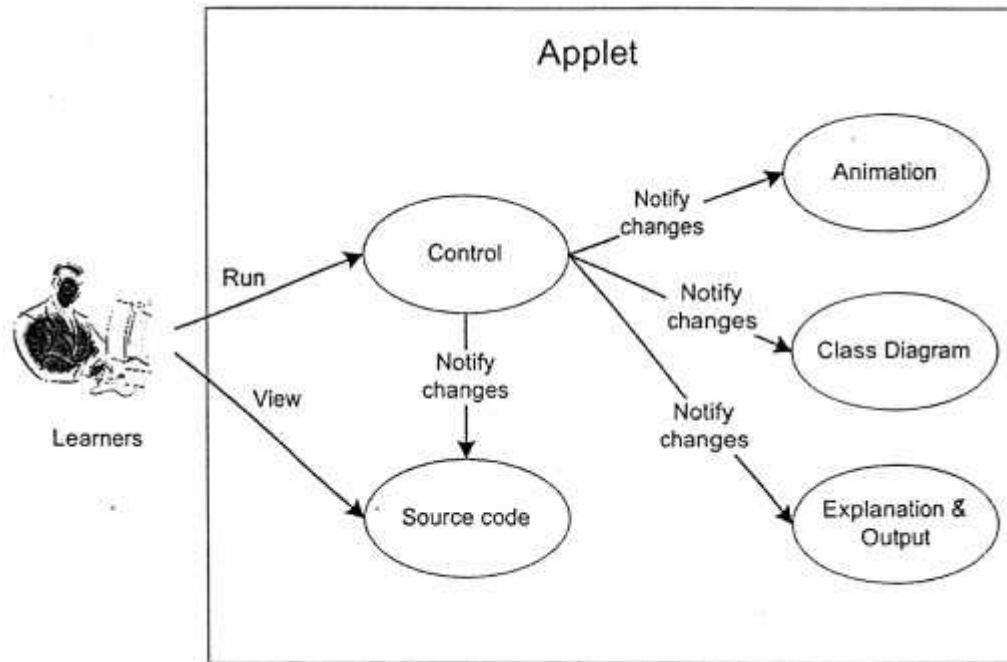 Applet
Animation
Notify
changes
Control
Run
Notify
changes
Class Diagram
Notify
changes
View
Notify
changes
Learners
Source code
Explanation &
Output